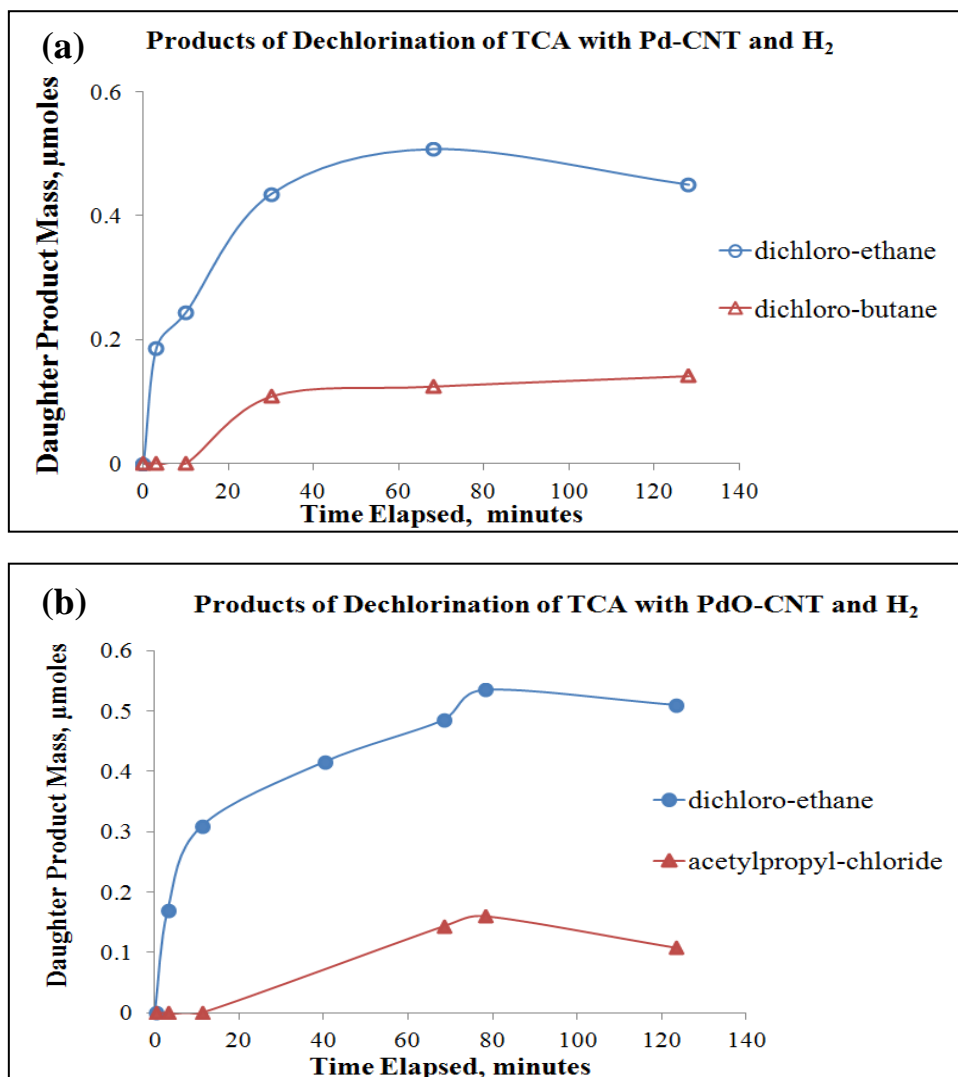 (a)
Products of Dechlorination of TCA with Pd-CNT and H₂
Daughter Product Mass, µmoles
0.6
0.4
0.2
0
0 20 40 60 80 100 120 140
Time Elapsed, minutes
dichloro-ethane
dichloro-butane
(b)
Products of Dechlorination of TCA with PdO-CNT and H₂
Daughter Product Mass, µmoles
0.6
0.5
0.4
0.3
0.2
0.1
0
0 20 40 60 80 100 120 140
Time Elapsed, minutes
dichloro-ethane
acetylpropyl-chloride